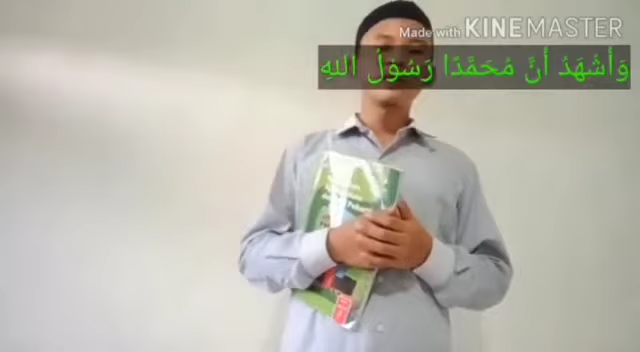 Made with KINEMASTER
وَأَشْهَدُ أَنَّ مُحَمَّدًا رَسُوْلُ اللهِ